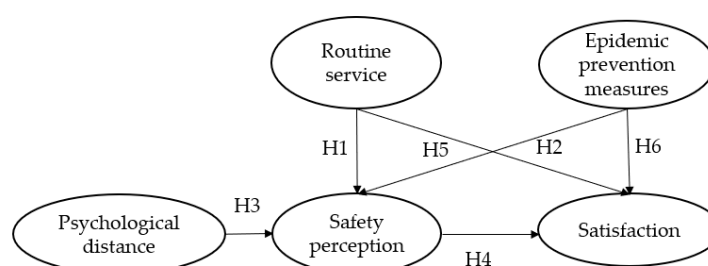 Routine
service
Epidemic
prevention
measures
H1
H5
H2
H6
Psychological
distance
H3
Safety
perception
H4
Satisfaction